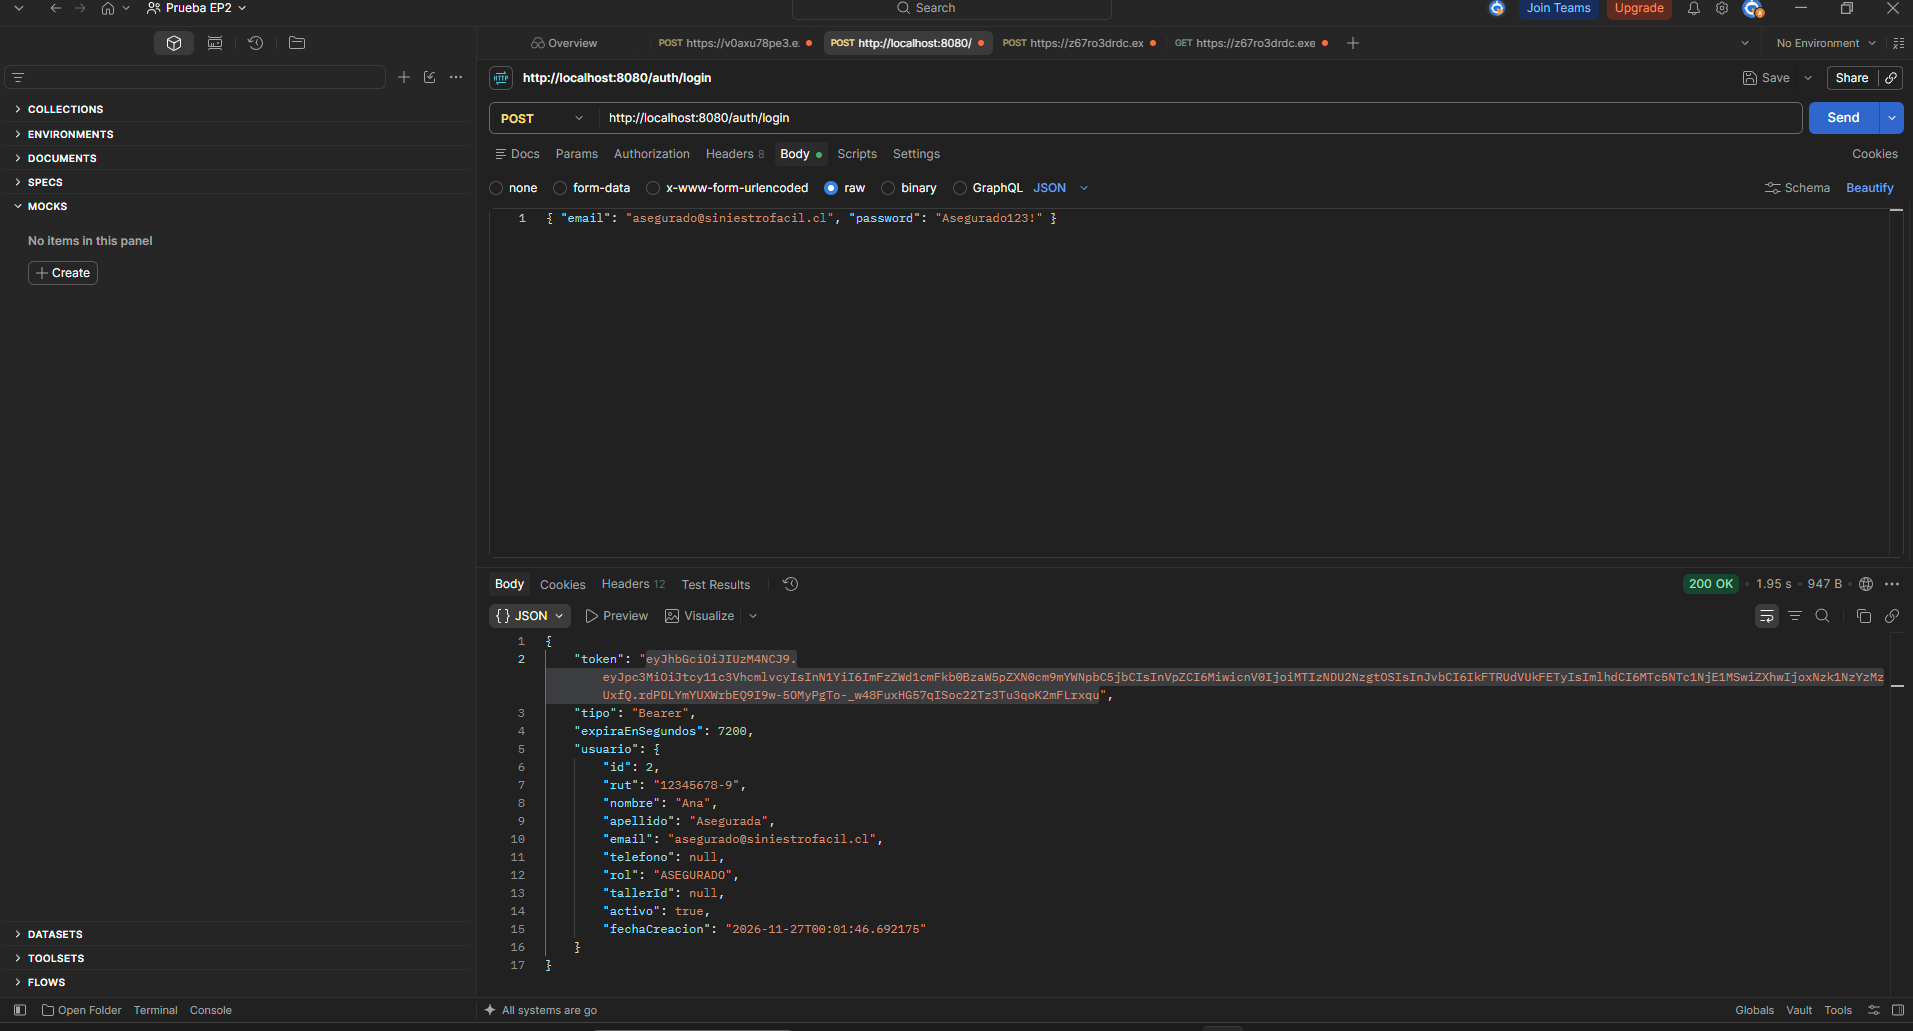 Prueba EP2
Search
Join Teams
Upgrade
Overview
POST https://v0axu78pe3.e:
POST http://localhost:8080/
POST https://z67ro3drdc.ex
GET https://z67ro3drdc.exe
No Environment
http://localhost:8080/auth/login
Save
Share
COLLECTIONS
ENVIRONMENTS
DOCUMENTS
SPECS
MOCKS
No items in this panel
Create
POST
http://localhost:8080/auth/login
Send
Docs
Params
Authorization
Headers 8
Body
Scripts
Settings
Cookies
none
form-data
x-www-form-urlencoded
raw
binary
GraphQL
JSON
Schema
Beautify
1 { "email": "asegurado@siniestrofacil.cl", "password": "Asegurado123!" }
Body
Cookies
Headers 12
Test Results
200 OK
1.95 s
947 B
{} JSON
Preview
Visualize
1 {
2 "token": "eyJhbGciOiJIUzM4NCJ9.
eyJpc3MiOiJtcy11c3VhcmlvcyIsInN1YiI6ImFzZWd1cmFkb0BzaW5pZXN0cm9mYWNpbC5jbCIsInVpZCI6MiwicnV0IjoiMTIzNDU2NzgtOSIsInJvbCI6IkFTRUdVUkFETyIsImlhdCI6MTc5NTc1NjE1MSwiZXhwIjoxNzk1NzYzMz
UxfQ.rdPDLYmYUXWrbEQ9I9w-5OMyPgTo-_w48FuxHG57qISoc22Tz3Tu3qoK2mFLrxqu",
3 "tipo": "Bearer",
4 "expiraEnSegundos": 7200,
5 "usuario": {
6 "id": 2,
7 "rut": "12345678-9",
8 "nombre": "Ana",
9 "apellido": "Asegurada",
10 "email": "asegurado@siniestrofacil.cl",
11 "telefono": null,
12 "rol": "ASEGURADO",
13 "tallerId": null,
14 "activo": true,
15 "fechaCreacion": "2026-11-27T00:01:46.692175"
16 }
17 }
DATASETS
TOOLSETS
FLOWS
Open Folder
Terminal
Console
All systems are go
Globals
Vault
Tools